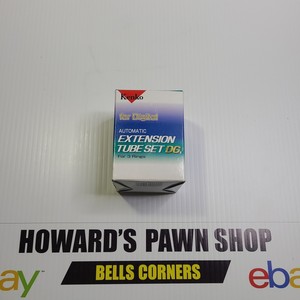 Kenko
for Digital
AUTOMATIC
EXTENSION
TUBE SET DG
HOWARD'S PAWN SHOP
ebay
BELLS CORNERS
ebay